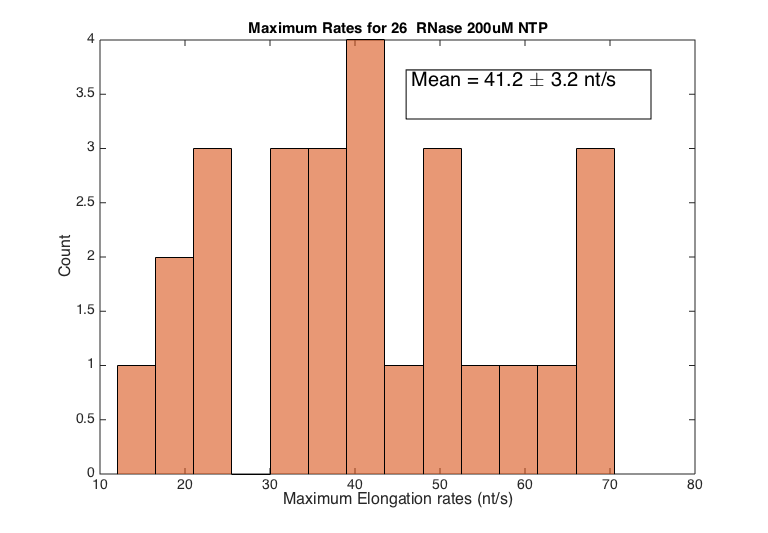 Maximum Rates for 26  RNase 200uM NTP
Mean = 41.2 ± 3.2 nt/s
4
3.5
3
2.5
2
1.5
1
0.5
0
Count
10 20 30 40 50 60 70 80
Maximum Elongation rates (nt/s)